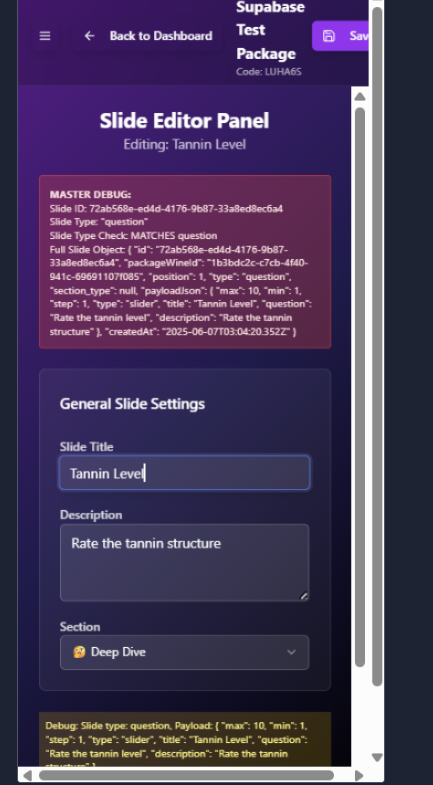 Supabase
Test
Back to Dashboard
Package
Sav
Code: LUHA6S
Slide Editor Panel
Editing: Tannin Level
MASTER DEBUG:
Slide ID: 72ab568e-ed4d-4176-9b87-33a8ed8ec6a4
Slide Type: "question"
Slide Type Check: MATCHES question
Full Slide Object: { "id": "72ab568e-ed4d-4176-9b87-
33a8ed8ec6a4", "packageWineId": "1b3bdc2c-c7cb-4f40-
941c-69691107f085", "position": 1, "type": "question",
"section_type": null, "payloadJson": { "max": 10, "min": 1,
"step": 1, "type": "slider", "title": "Tannin Level", "question":
"Rate the tannin level", "description": "Rate the tannin
structure" }, "createdAt": "2025-06-07T03:04:20.352Z" }
General Slide Settings
Slide Title
Tannin Level
Description
Rate the tannin structure
Section
Deep Dive
Debug: Slide type: question, Payload: { "max": 10, "min": 1,
"step": 1, "type": "slider", "title": "Tannin Level", "question":
"Rate the tannin level", "description": "Rate the tannin
structure" }